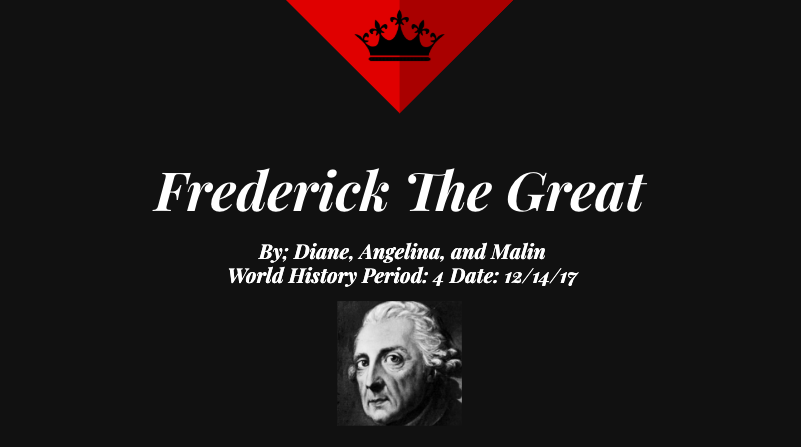 Frederick The Great
By; Diane, Angelina, and Malin
World History Period: 4 Date: 12/14/17